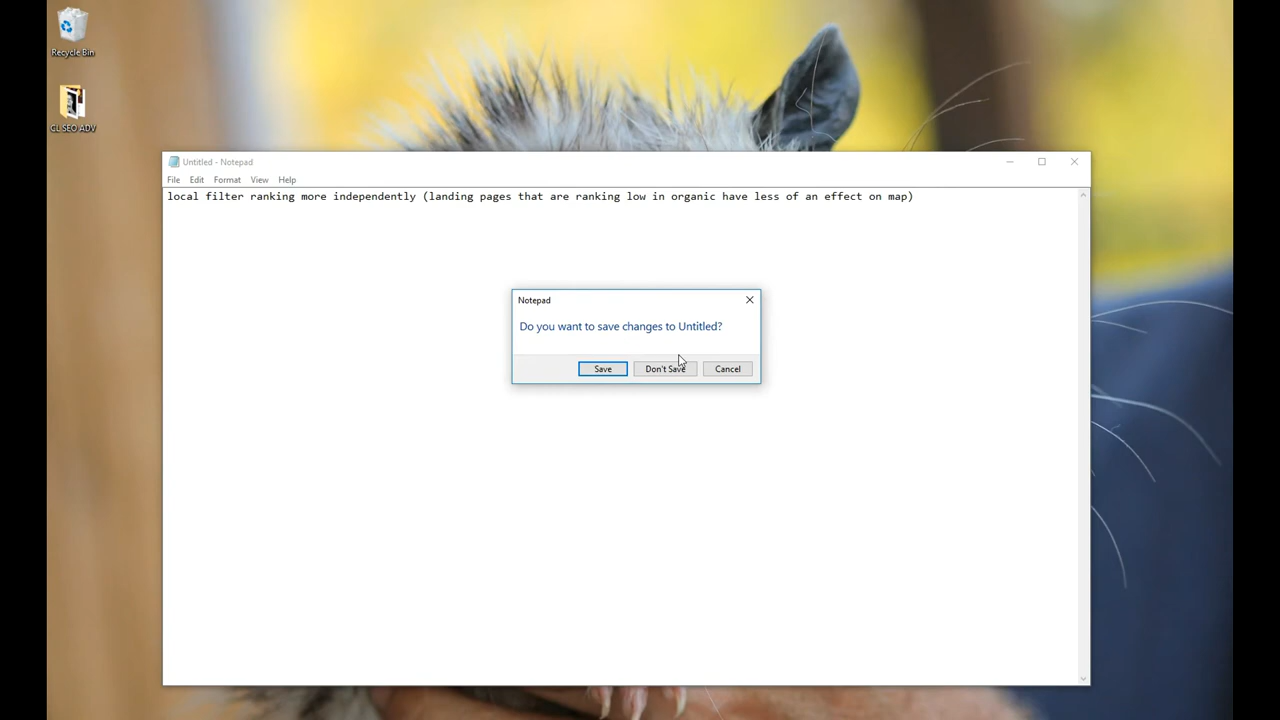 Recycle Bin
CL SEO ADV
Untitled - Notepad
File Edit Format View Help
local filter ranking more independently (landing pages that are ranking low in organic have less of an effect on map)
Notepad
Do you want to save changes to Untitled?
Save Don't Save Cancel